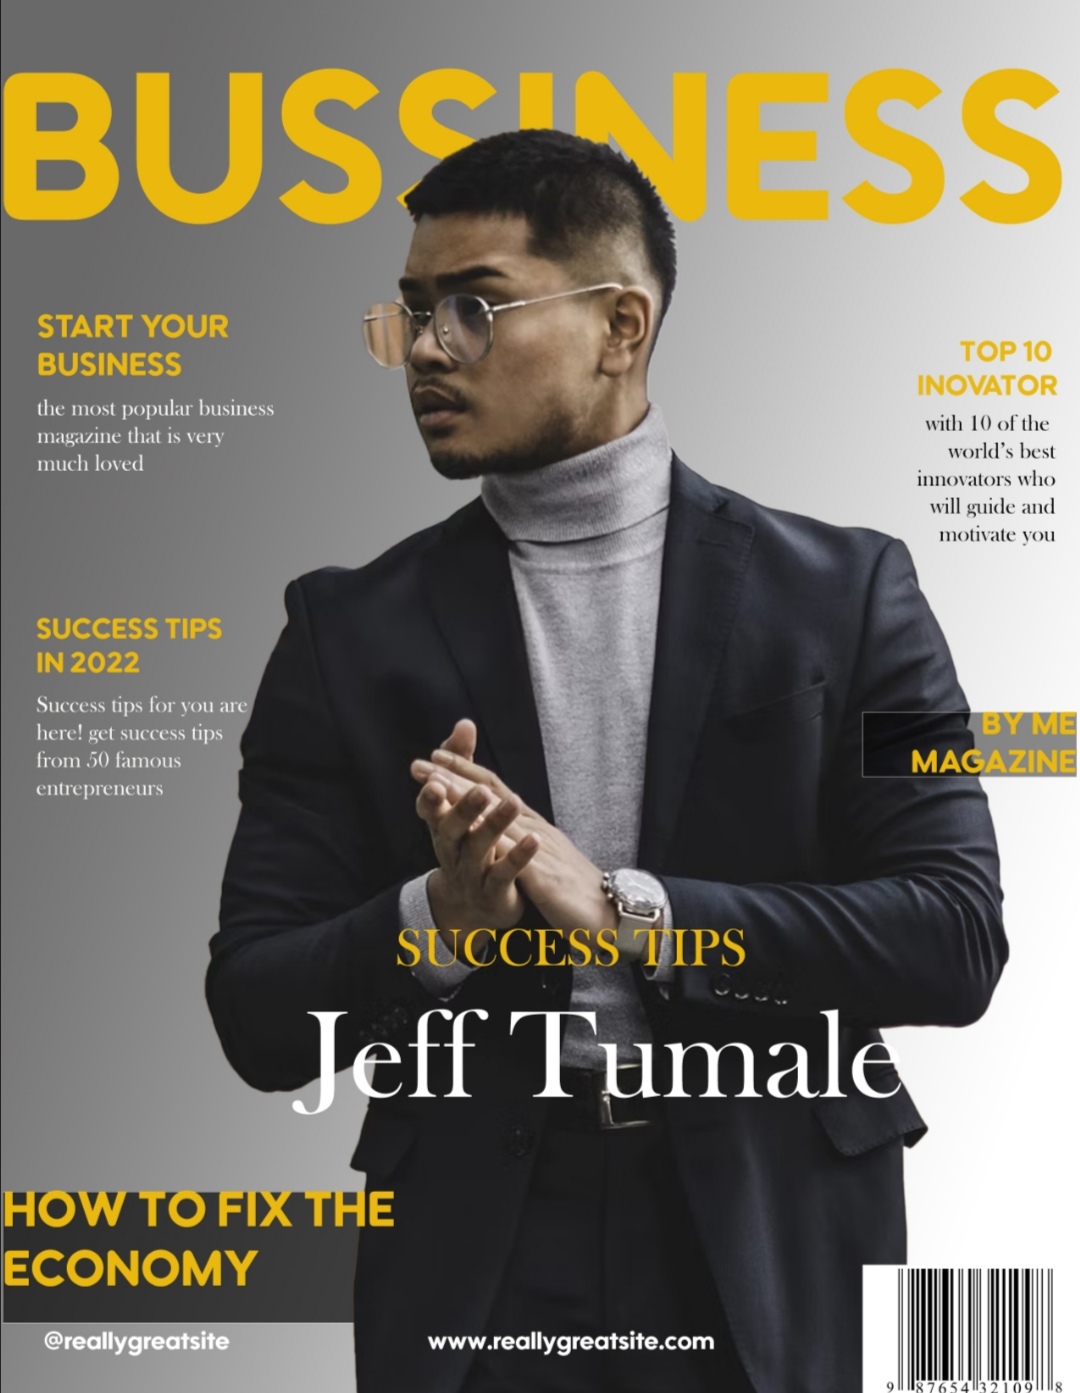 BUSSINESS
START YOUR
BUSINESS
the most popular business
magazine that is very
much loved
TOP 10
INOVATOR
with 10 of the
world’s best
innovators who
will guide and
motivate you
SUCCESS TIPS
IN 2022
Success tips for you are
here! get success tips
from 50 famous
entrepreneurs
BY ME
MAGAZINE
SUCCESS TIPS
Jeff Tumale
HOW TO FIX THE
ECONOMY
@reallygreatsite
www.reallygreatsite.com
9 87654 32109 8